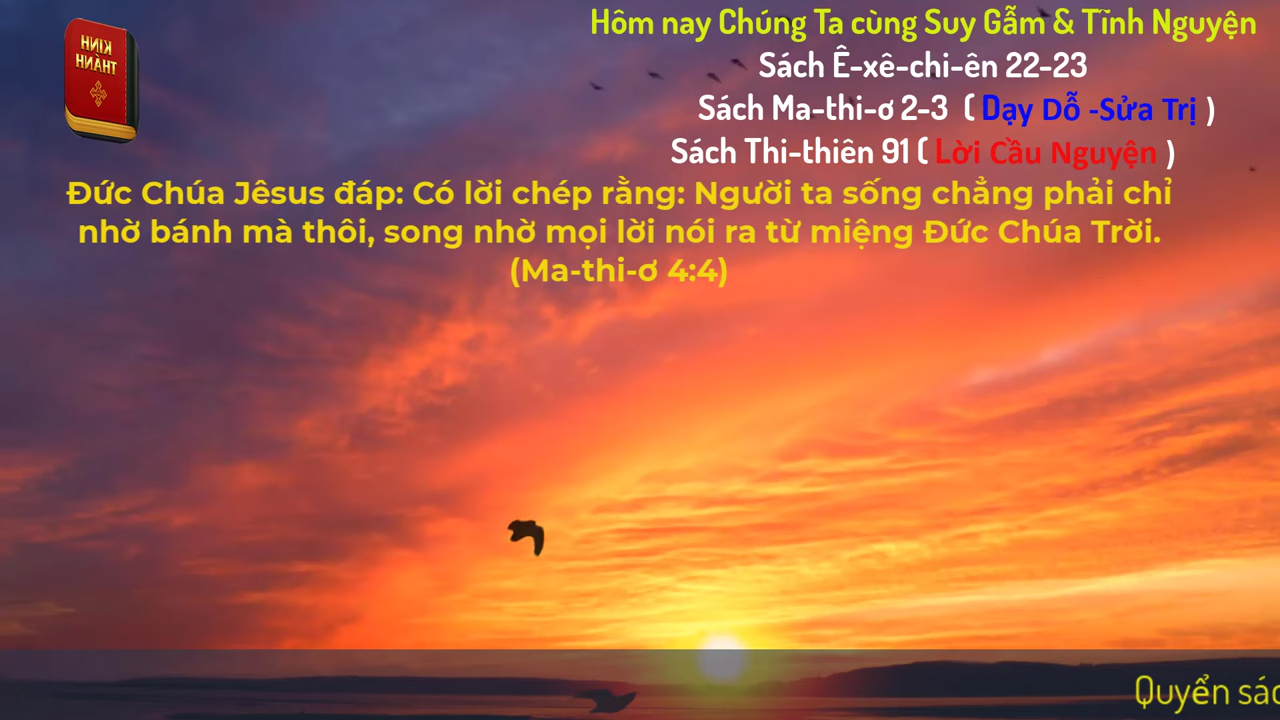 KINH
THÁNH
Hôm nay Chúng Ta cùng Suy Gẫm & Tĩnh Nguyện
Sách Ê-xê-chi-ên 22-23
Sách Ma-thi-ơ 2-3 ( Dạy Dỗ -Sửa Trị )
Sách Thi-thiên 91 ( Lời Cầu Nguyện )
Đức Chúa Jêsus đáp: Có lời chép rằng: Người ta sống chẳng phải chỉ
nhờ bánh mà thôi, song nhờ mọi lời nói ra từ miệng Đức Chúa Trời.
(Ma-thi-ơ 4:4)
Quyển